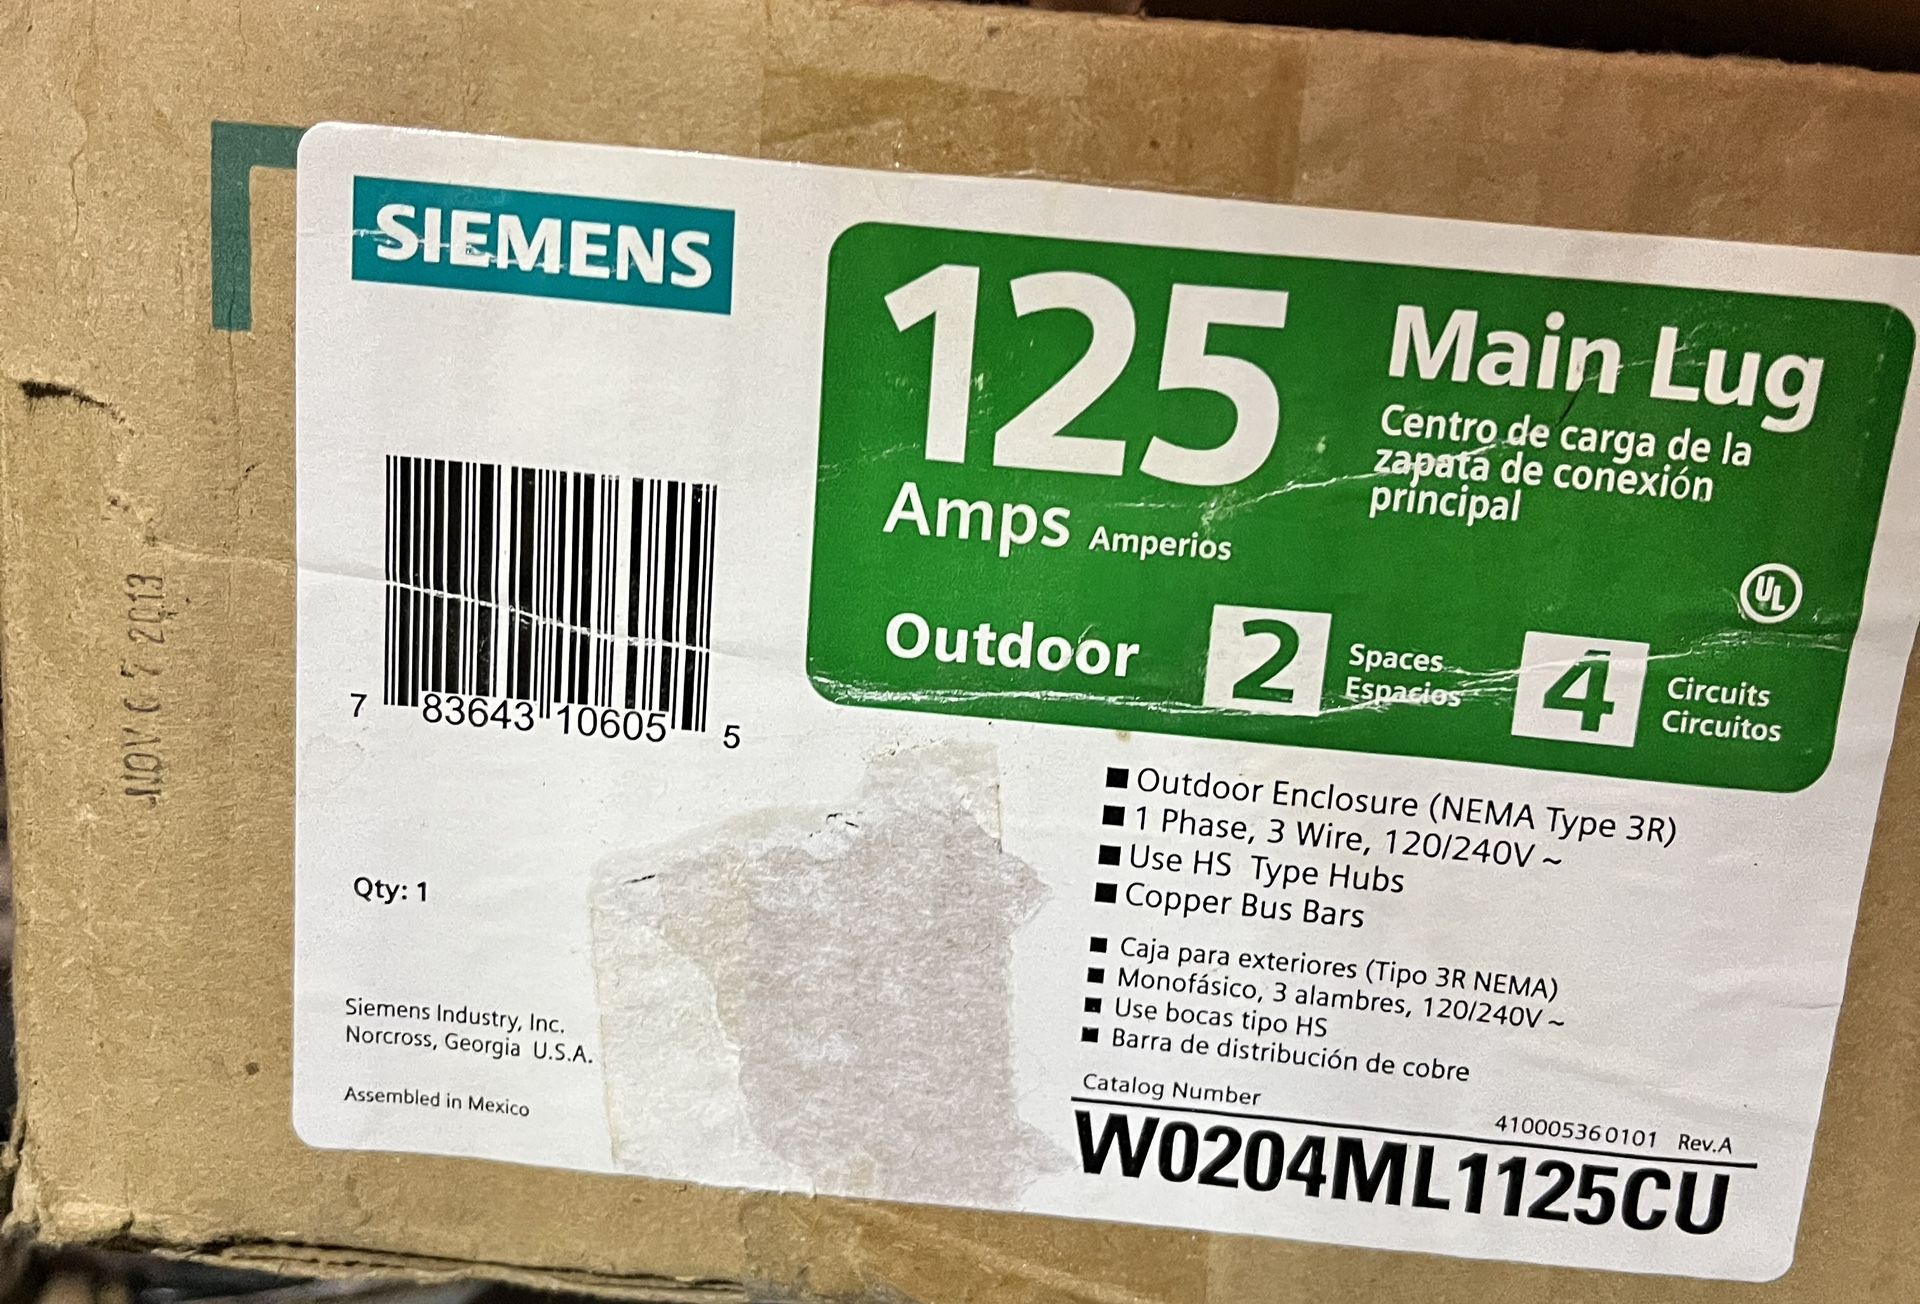 SIEMENS
125
Amps Amperios
Main Lug
Centro de carga de la
zapata de conexión
principal
UL
Outdoor
2
Spaces
Espacios
4
Circuits
Circuitos
7 83643 10605 5
NOV 0 7 2013
Outdoor Enclosure (NEMA Type 3R)
1 Phase, 3 Wire, 120/240V ~
Use HS Type Hubs
Copper Bus Bars
Caja para exteriores (Tipo 3R NEMA)
Monofásico, 3 alambres, 120/240V ~
Use bocas tipo HS
Barra de distribución de cobre
Qty: 1
Siemens Industry, Inc.
Norcross, Georgia U.S.A.
Assembled in Mexico
Catalog Number
410005360101 Rev.A
W0204ML1125CU